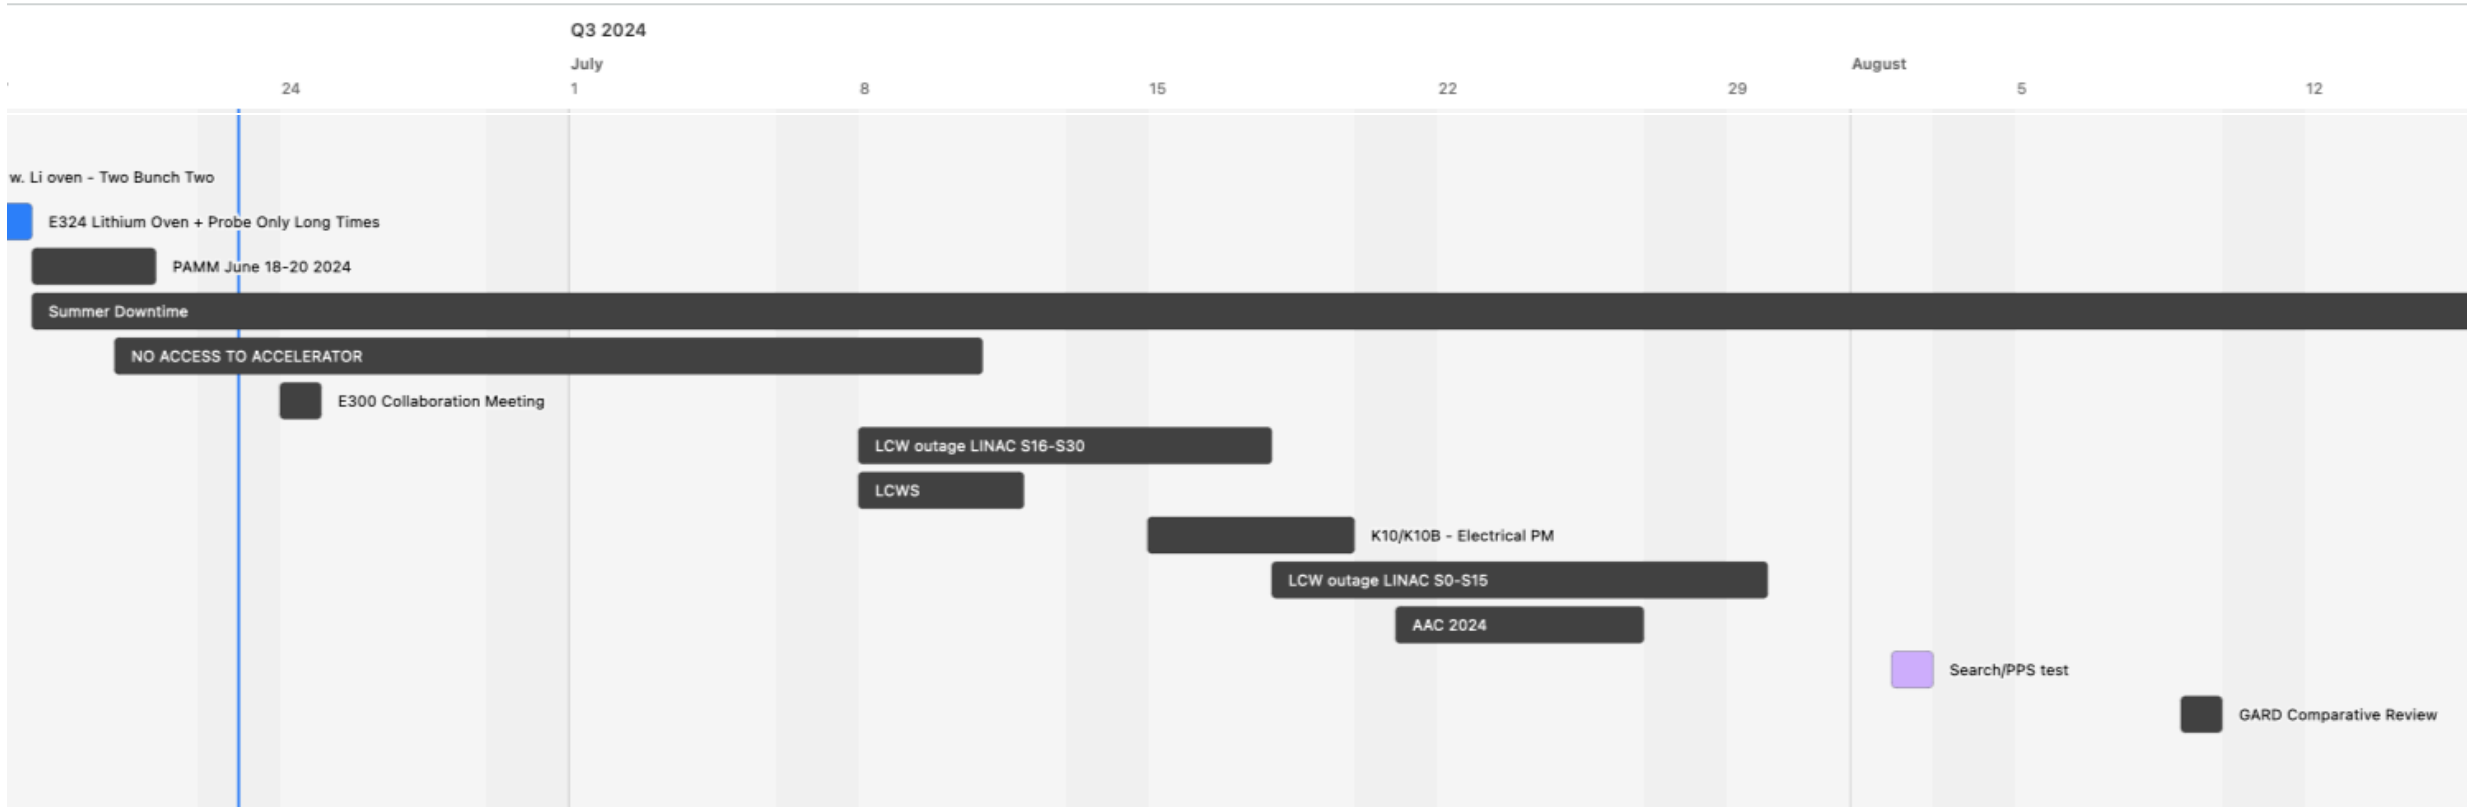 Q3 2024
July
August
24
1
8
15
22
29
5
12
w. Li oven - Two Bunch Two
E324 Lithium Oven + Probe Only Long Times
PAMM June 18-20 2024
Summer Downtime
NO ACCESS TO ACCELERATOR
E300 Collaboration Meeting
LCW outage LINAC S16-S30
LCWS
K10/K10B - Electrical PM
LCW outage LINAC S0-S15
AAC 2024
Search/PPS test
GARD Comparative Review